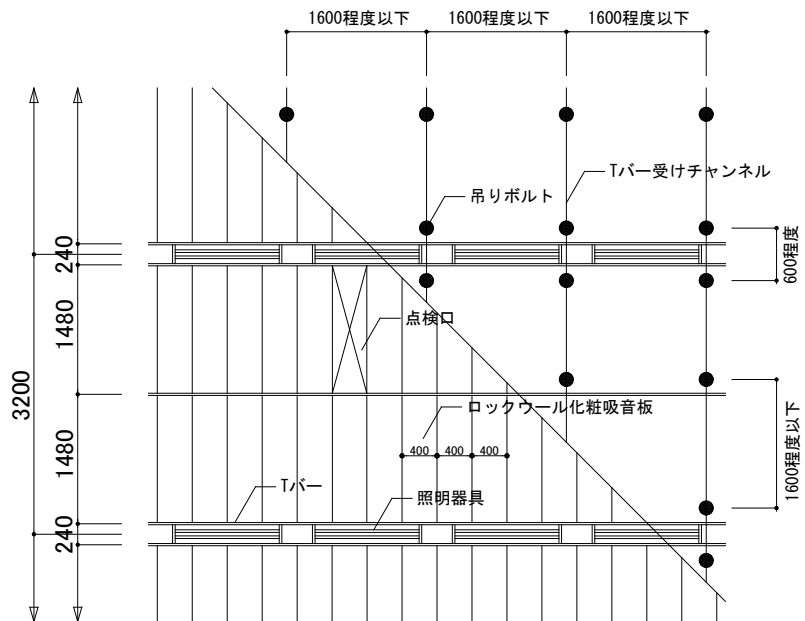 1600程度以下 1600程度以下 1600程度以下
Tバー受けチャンネル
吊りボルト
240
600程度
1480
点検口
3200
ロックウール化粧吸音板
400 400 400
1480
1600程度以下
Tバー
照明器具
240